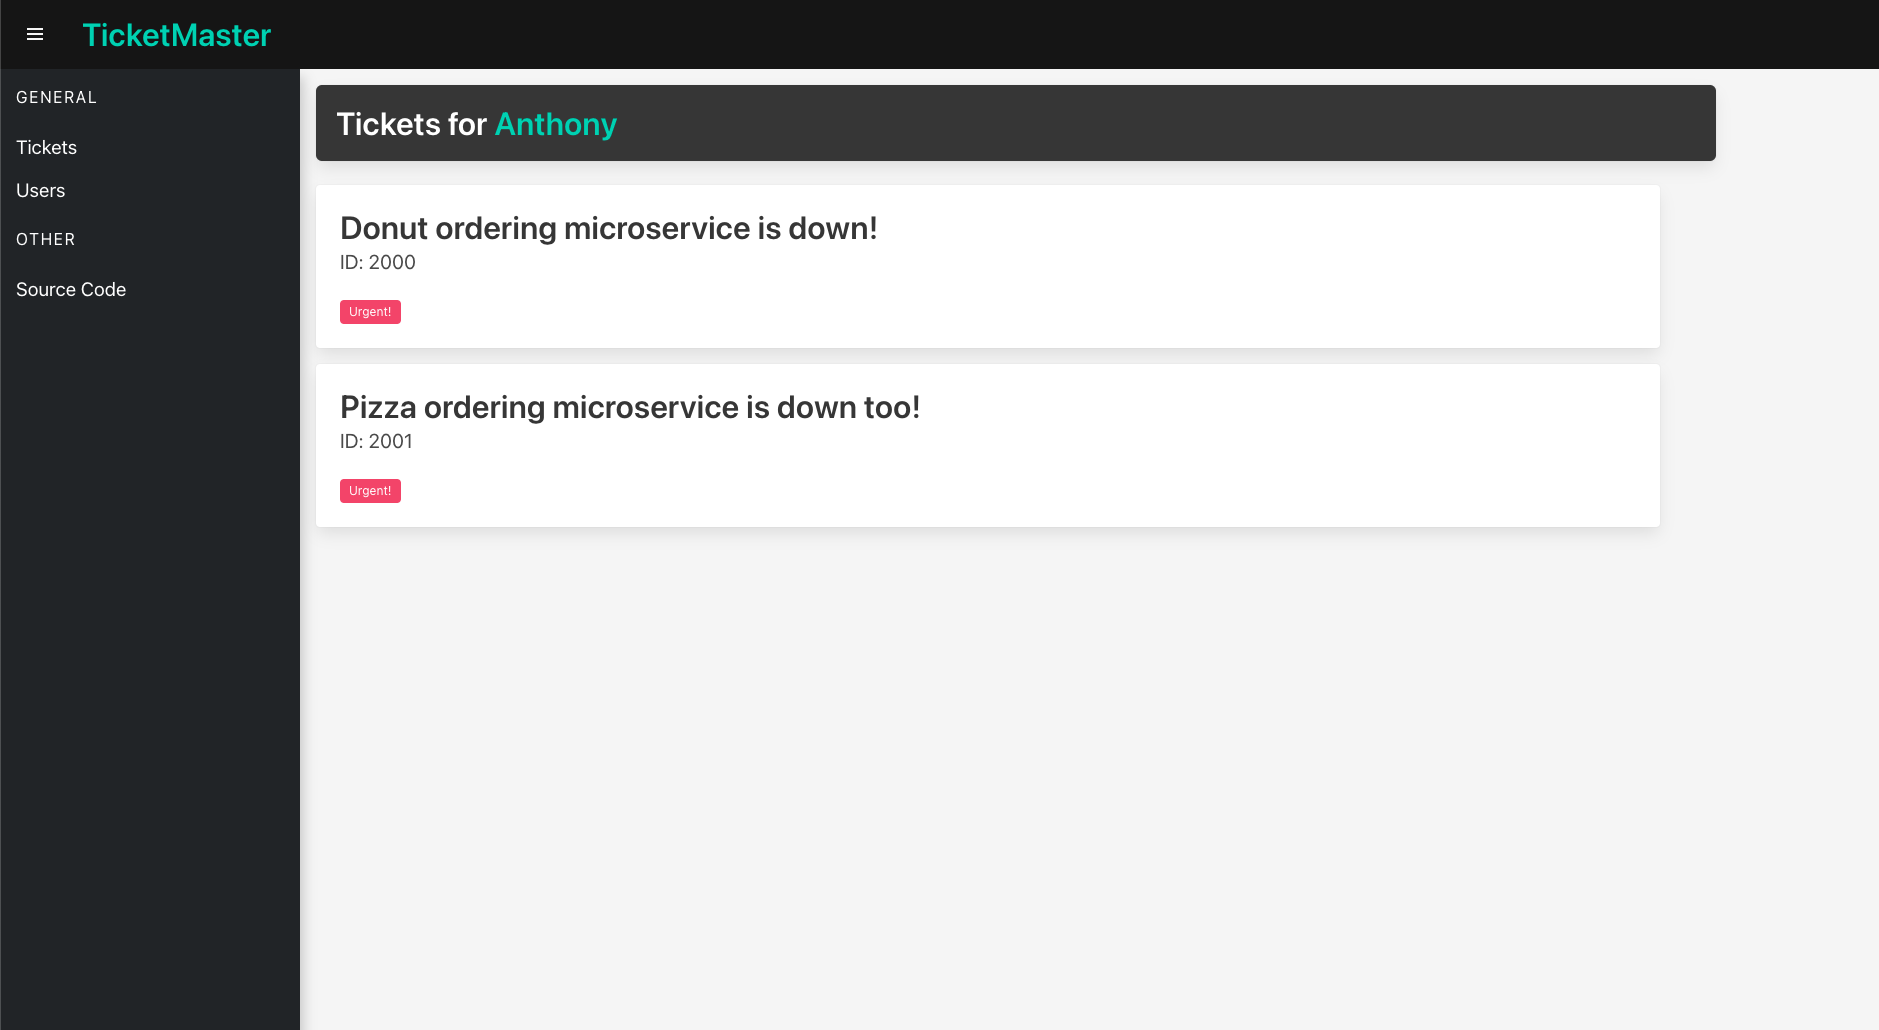 TicketMaster
GENERAL
Tickets
Users
OTHER
Source Code
Tickets for Anthony
Donut ordering microservice is down!
ID: 2000
Urgent!
Pizza ordering microservice is down too!
ID: 2001
Urgent!